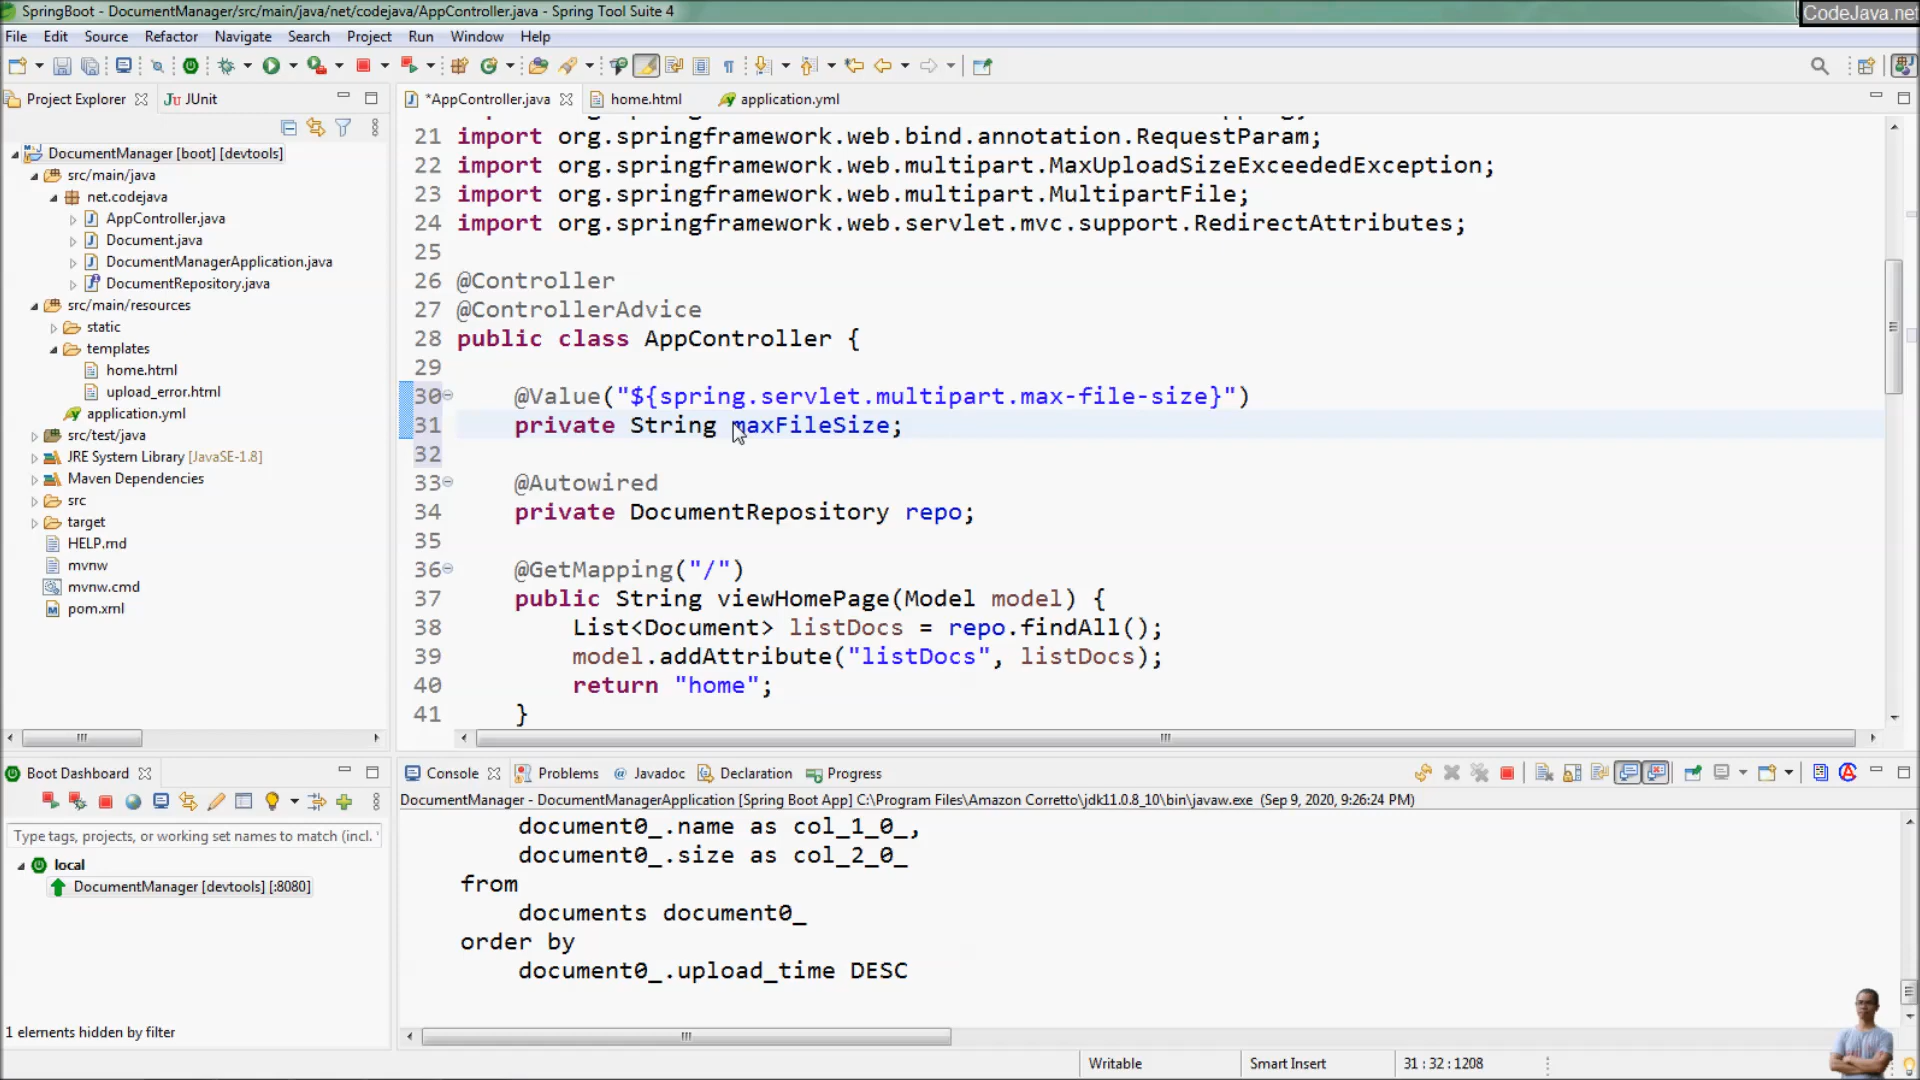 SpringBoot - DocumentManager/src/main/java/net/codejava/AppController.java - Spring Tool Suite 4
CodeJava.net
File Edit Source Refactor Navigate Search Project Run Window Help
Project Explorer JUnit
*AppController.java home.html application.yml
DocumentManager [boot] [devtools]
src/main/java
net.codejava
AppController.java
Document.java
DocumentManagerApplication.java
DocumentRepository.java
src/main/resources
static
templates
home.html
upload_error.html
application.yml
src/test/java
JRE System Library [JavaSE-1.8]
Maven Dependencies
src
target
HELP.md
mvnw
mvnw.cmd
pom.xml
21 import org.springframework.web.bind.annotation.RequestParam;
22 import org.springframework.web.multipart.MaxUploadSizeExceededException;
23 import org.springframework.web.multipart.MultipartFile;
24 import org.springframework.web.servlet.mvc.support.RedirectAttributes;
25
26 @Controller
27 @ControllerAdvice
28 public class AppController {
29
30 @Value("${spring.servlet.multipart.max-file-size}")
31 private String maxFileSize;
32
33 @Autowired
34 private DocumentRepository repo;
35
36 @GetMapping("/")
37 public String viewHomePage(Model model) {
38 List<Document> listDocs = repo.findAll();
39 model.addAttribute("listDocs", listDocs);
40 return "home";
41 }
Boot Dashboard
Type tags, projects, or working set names to match (incl. *
local
DocumentManager [devtools] [:8080]
1 elements hidden by filter
Console Problems @ Javadoc Declaration Progress
DocumentManager - DocumentManagerApplication [Spring Boot App] C:\Program Files\Amazon Corretto\jdk11.0.8_10\bin\javaw.exe (Sep 9, 2020, 9:26:24 PM)
document0_.name as col_1_0_,
document0_.size as col_2_0_
from
documents document0_
order by
document0_.upload_time DESC
Writable Smart Insert 31 : 32 : 1208